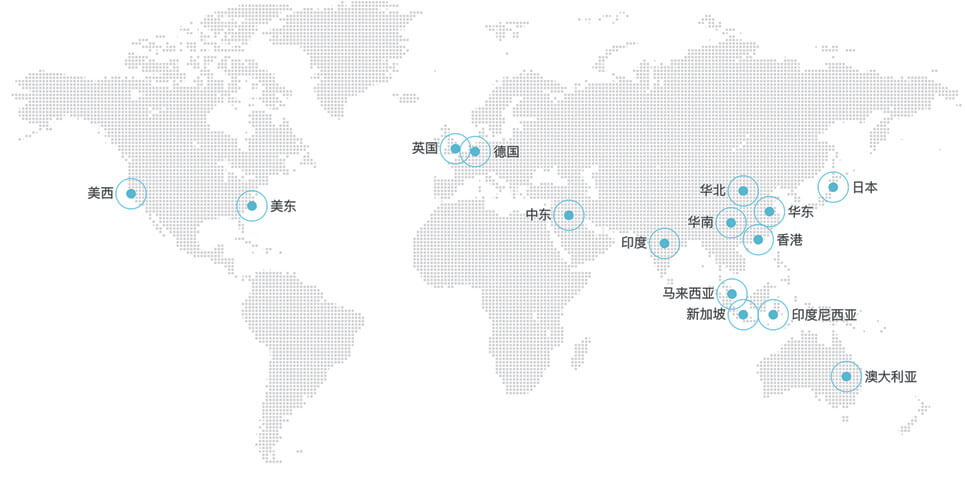 英国
德国
美西
美东
华北
日本
中东
华东
华南
印度
香港
马来西亚
新加坡
印度尼西亚
澳大利亚